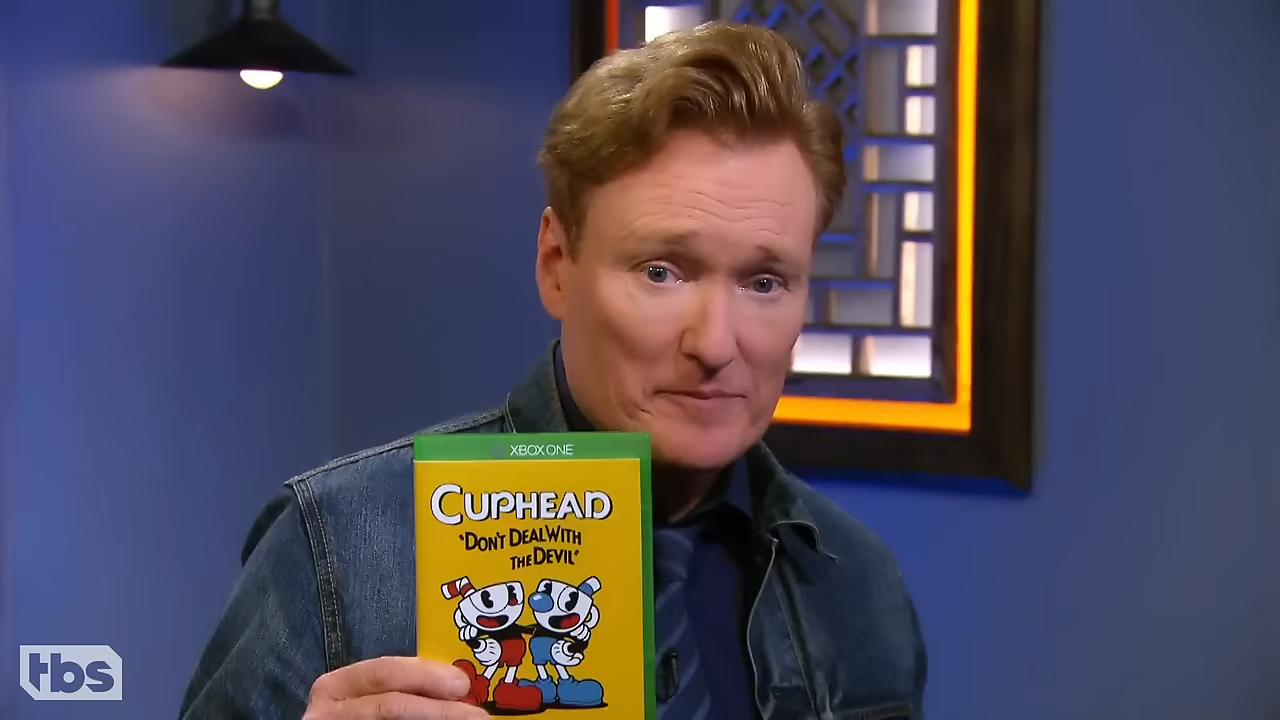 XBOX ONE
CUPHEAD
"DON'T DEAL WITH
THE DEVIL"
tbs